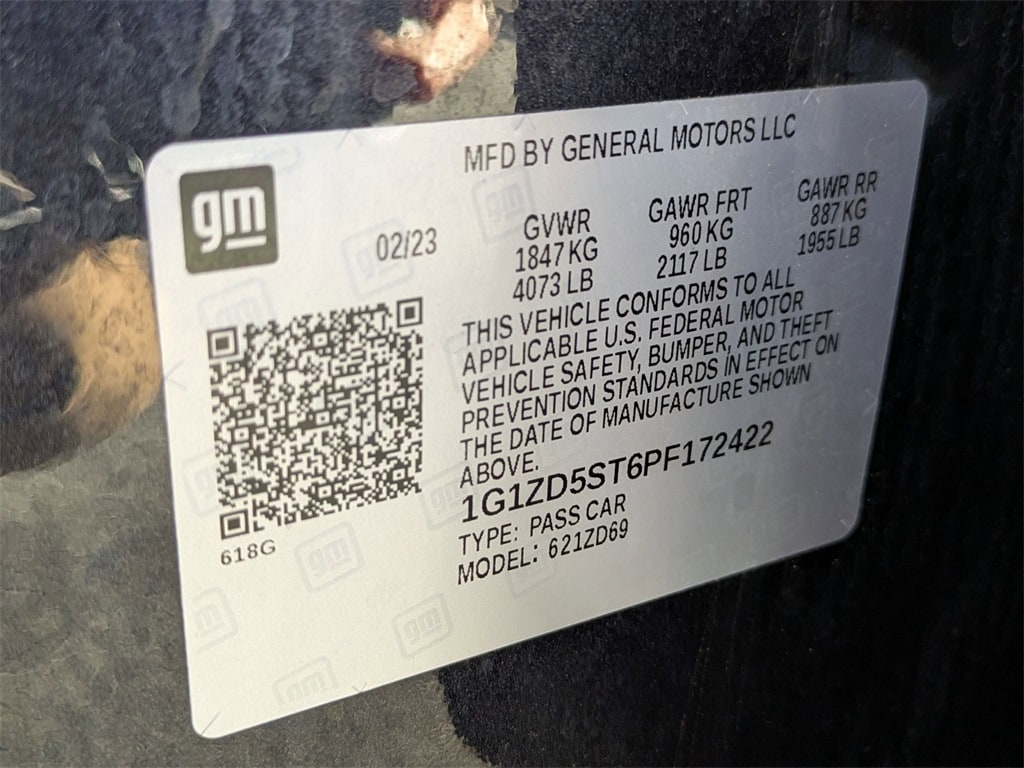 gm
MFD BY GENERAL MOTORS LLC
02/23
GVWR
1847 KG
4073 LB
GAWR FRT
960 KG
2117 LB
GAWR RR
887 KG
1955 LB
THIS VEHICLE CONFORMS TO ALL
APPLICABLE U.S. FEDERAL MOTOR
VEHICLE SAFETY, BUMPER, AND THEFT
PREVENTION STANDARDS IN EFFECT ON
THE DATE OF MANUFACTURE SHOWN
ABOVE.
1G1ZD5ST6PF172422
TYPE: PASS CAR
MODEL: 621ZD69
618G